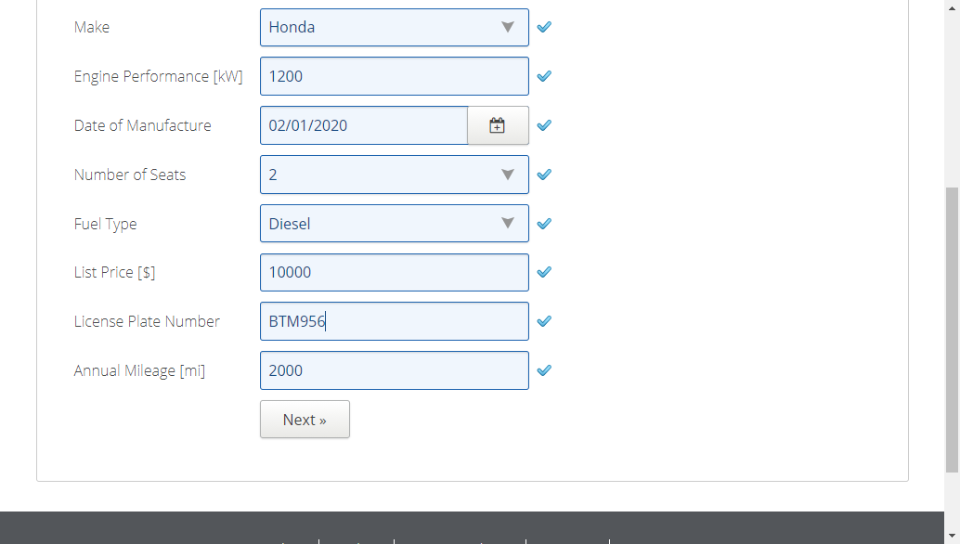 Make Honda
Engine Performance [kW] 1200
Date of Manufacture 02/01/2020
Number of Seats 2
Fuel Type Diesel
List Price [$] 10000
License Plate Number BTM956
Annual Mileage [mi] 2000
Next »